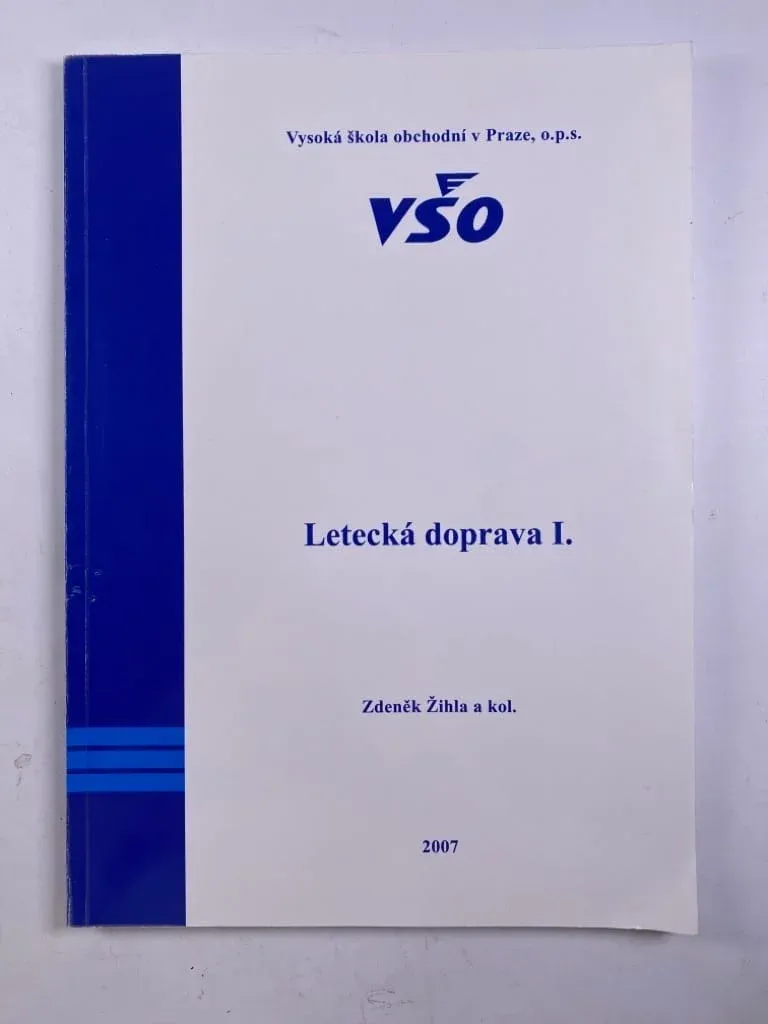 Vysoká škola obchodní v Praze, o.p.s.
VŠO
Letecká doprava I.
Zdeněk Žihla a kol.
2007